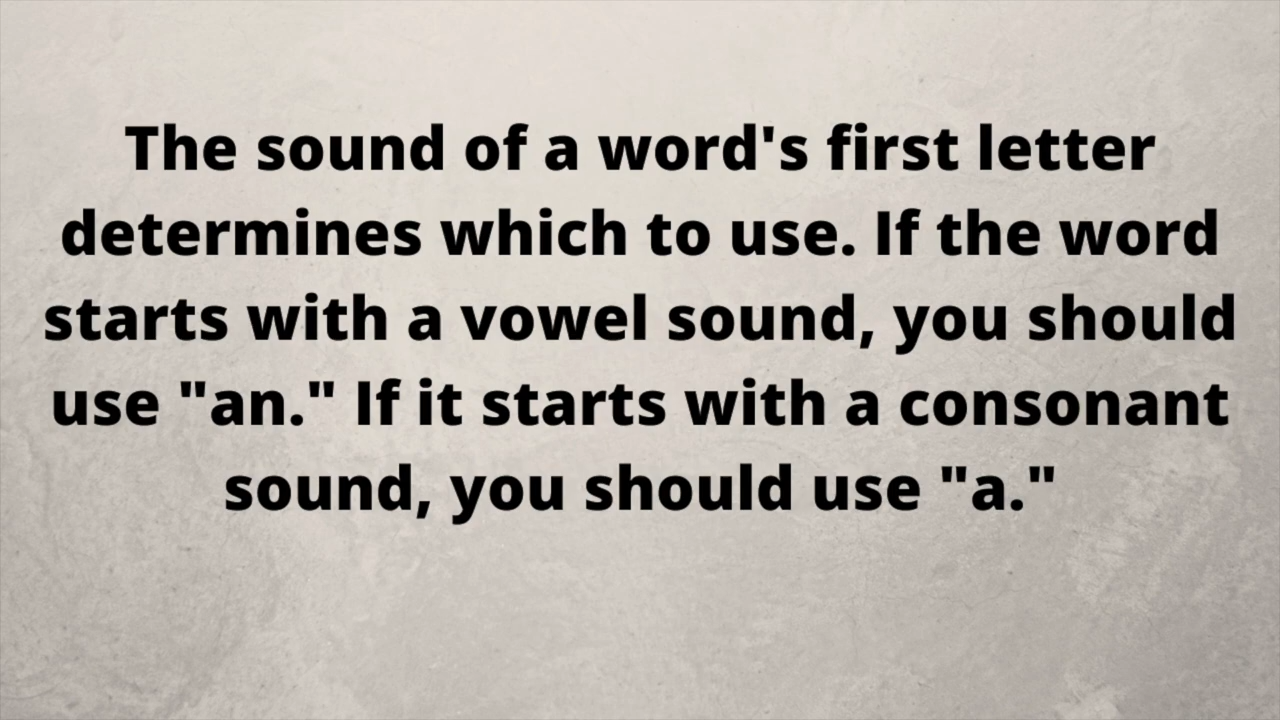 The sound of a word's first letter
determines which to use. If the word
starts with a vowel sound, you should
use "an." If it starts with a consonant
sound, you should use "a."